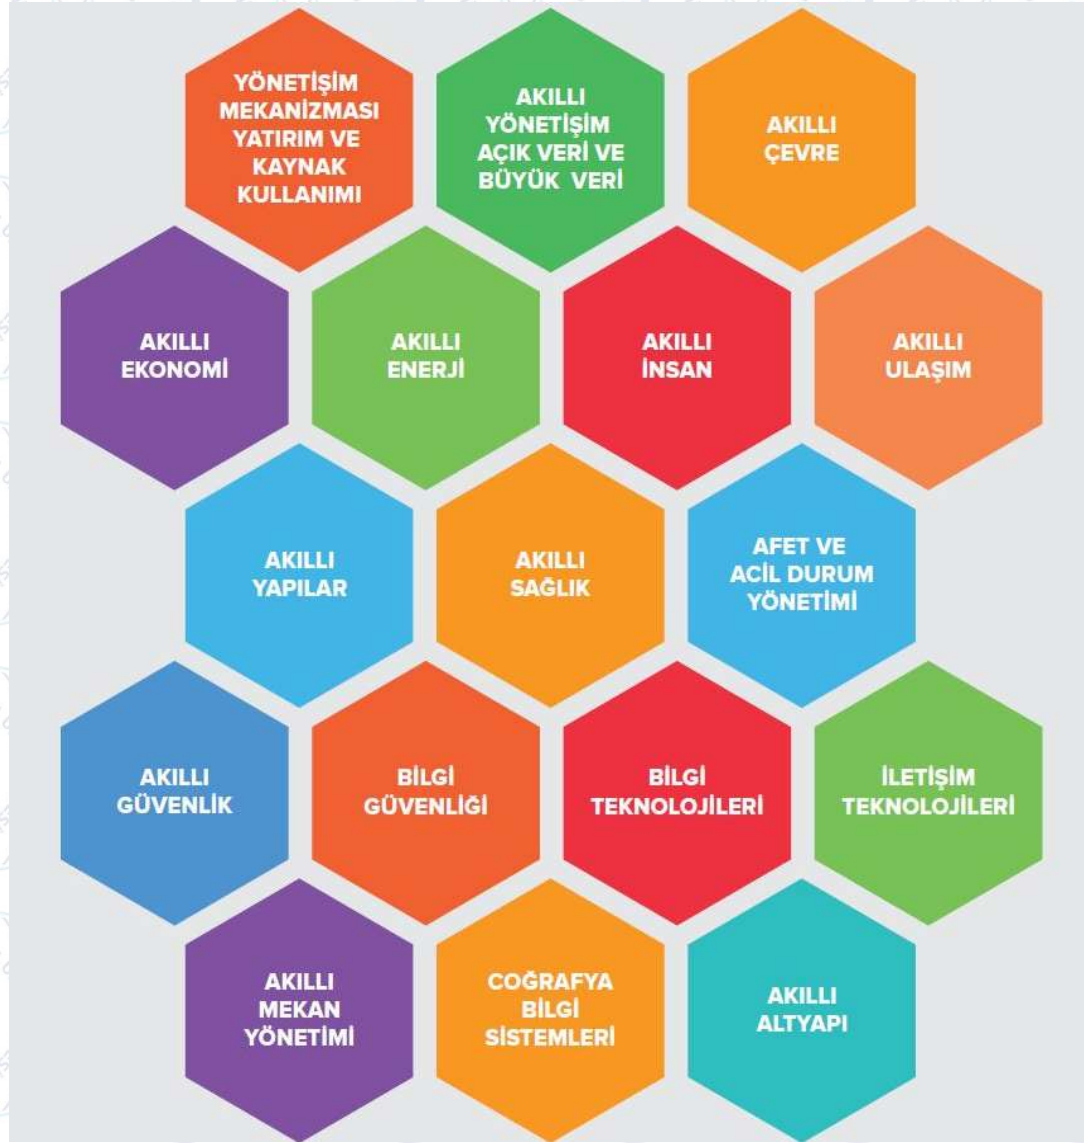 YÖNETİŞİM
MEKANİZMASI
YATIRIM VE
KAYNAK
KULLANIMI
AKILLI
YÖNETİŞİM
AÇIK VERİ VE
BÜYÜK VERİ
AKILLI
ÇEVRE
AKILLI
EKONOMİ
AKILLI
ENERJİ
AKILLI
İNSAN
AKILLI
ULAŞIM
AKILLI
YAPILAR
AKILLI
SAĞLIK
AFET VE
ACİL DURUM
YÖNETİMİ
AKILLI
GÜVENLİK
BİLGİ
GÜVENLİĞİ
BİLGİ
TEKNOLOJİLERİ
İLETİŞİM
TEKNOLOJİLERİ
AKILLI
MEKAN
YÖNETİMİ
COĞRAFYA
BİLGİ
SİSTEMLERİ
AKILLI
ALTYAPI